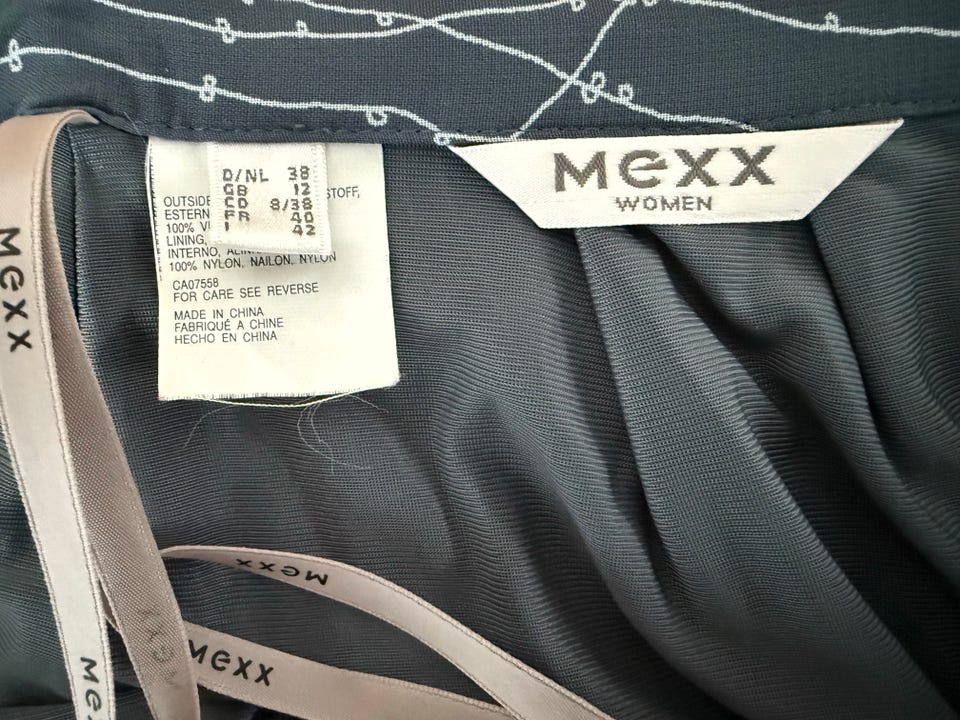 MEXX
WOMEN
D/NL 38
GB 12
CD 8/38
FR 40
I 42
OUTSIDE STOFF,
ESTERN
100%
LINING,
INTERNO,
100% NYLON, NAILON, NYLON
CA07558
FOR CARE SEE REVERSE
MADE IN CHINA
FABRIQUÉ A CHINE
HECHO EN CHINA
MEXX
MEXX
MEXX